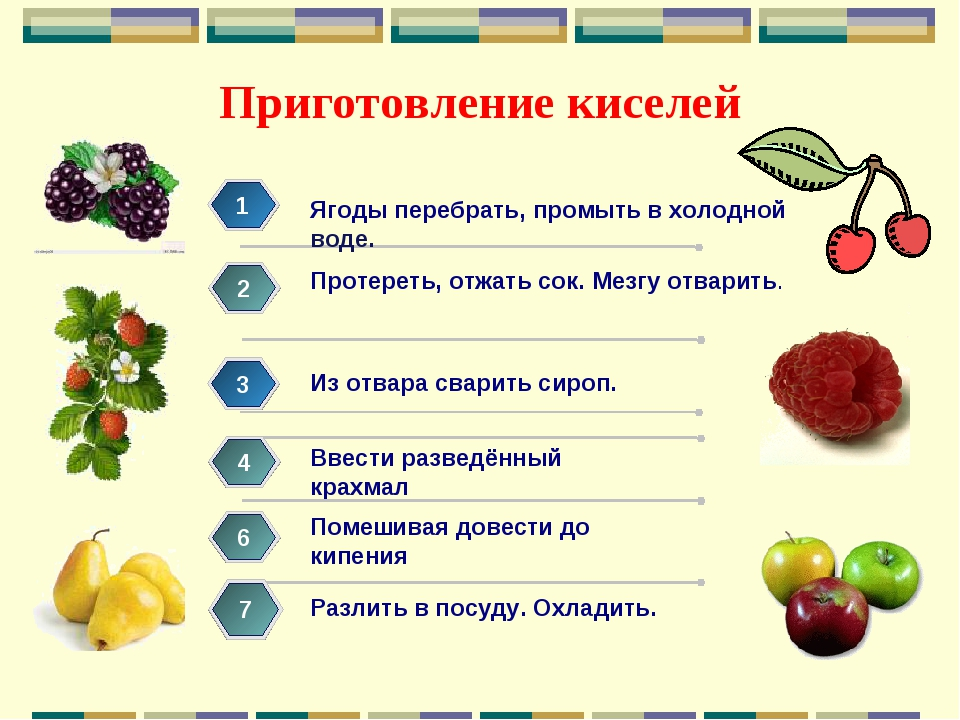 Приготовление киселей
1
Ягоды перебрать, промыть в холодной
воде.
2
Протереть, отжать сок. Мезгу отварить.
3
Из отвара сварить сироп.
4
Ввести разведённый
крахмал
6
Помешивая довести до
кипения
7
Разлить в посуду. Охладить.